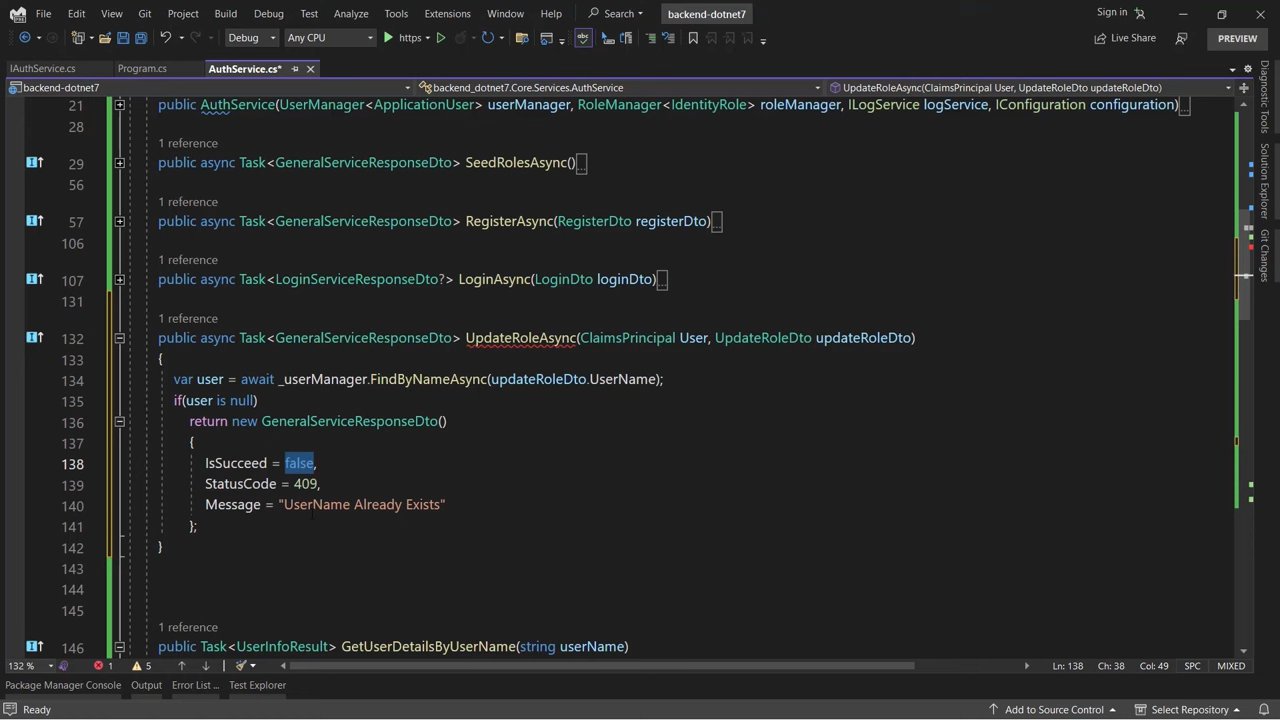 File Edit View Git Project Build Debug Test Analyze Tools Extensions Window Help Search backend-dotnet7 Sign in
Debug Any CPU https abc Live Share PREVIEW
IAuthService.cs Program.cs AuthService.cs*
backend-dotnet7 backend_dotnet7.Core.Services.AuthService UpdateRoleAsync(ClaimsPrincipal User, UpdateRoleDto updateRoleDto)
21 public AuthService(UserManager<ApplicationUser> userManager, RoleManager<IdentityRole> roleManager, ILogService logService, IConfiguration configuration)...
28
1 reference
29 public async Task<GeneralServiceResponseDto> SeedRolesAsync()...
56
1 reference
57 public async Task<GeneralServiceResponseDto> RegisterAsync(RegisterDto registerDto)...
106
1 reference
107 public async Task<LoginServiceResponseDto?> LoginAsync(LoginDto loginDto)...
131
1 reference
132 public async Task<GeneralServiceResponseDto> UpdateRoleAsync(ClaimsPrincipal User, UpdateRoleDto updateRoleDto)
133 {
134 var user = await _userManager.FindByNameAsync(updateRoleDto.UserName);
135 if(user is null)
136 return new GeneralServiceResponseDto()
137 {
138 IsSucceed = false,
139 StatusCode = 409,
140 Message = "UserName Already Exists"
141 };
142 }
143
144
145
1 reference
146 public Task<UserInfoResult> GetUserDetailsByUserName(string userName)
132 % 1 5 Ln: 138 Ch: 38 Col: 49 SPC MIXED
Package Manager Console Output Error List ... Test Explorer
Ready Add to Source Control Select Repository
Diagnostic Tools
Solution Explorer
Git Changes